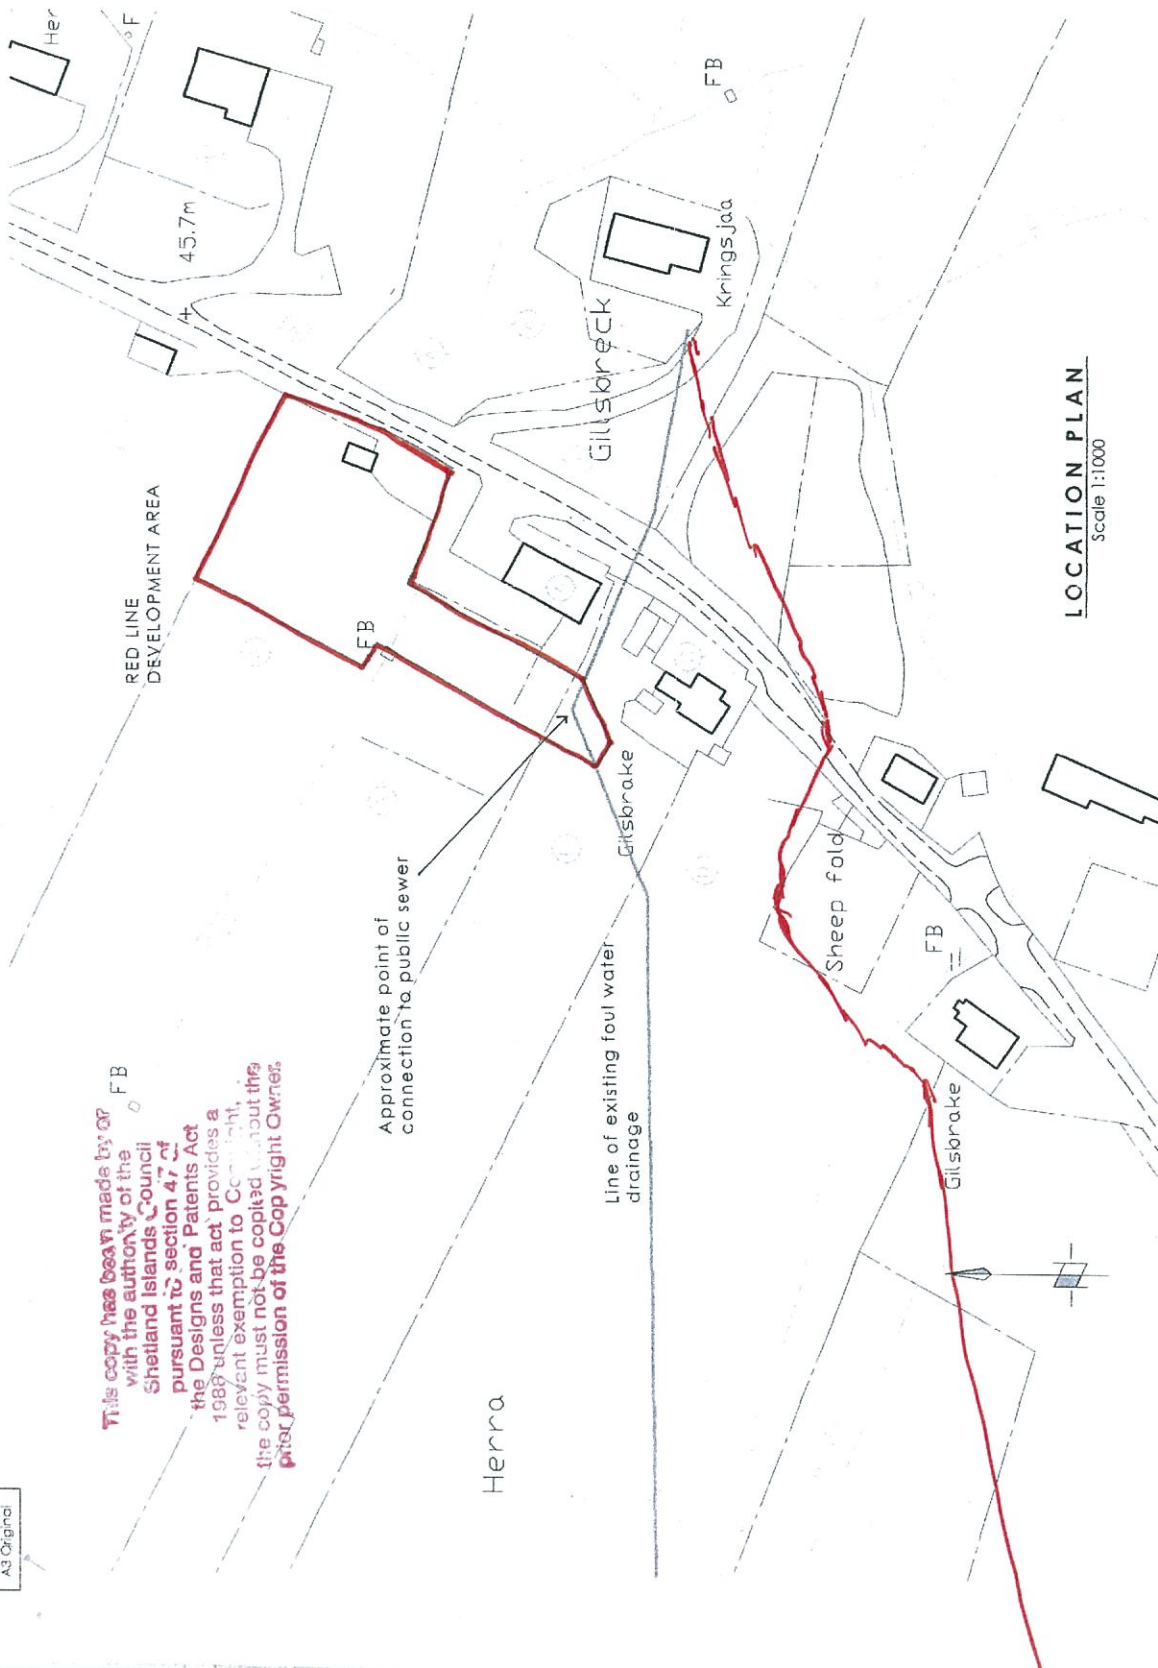 A3 Original
This copy has been made by or
with the authority of the
Shetland Islands Council
pursuant to section 47 of
the Designs and Patents Act
1988 unless that act provides a
relevant exemption to Copyright,
the copy must not be copied without the
prior permission of the Copyright Owner.
FB
RED LINE
DEVELOPMENT AREA
FB
45.7m
Her
F
FB
Approximate point of
connection to public sewer
Gilsbreck
Kringsjaa
Line of existing foul water
drainage
Gilsbrake
Herra
Sheep fold
FB
Gilsbrake
LOCATION PLAN
Scale 1:1000